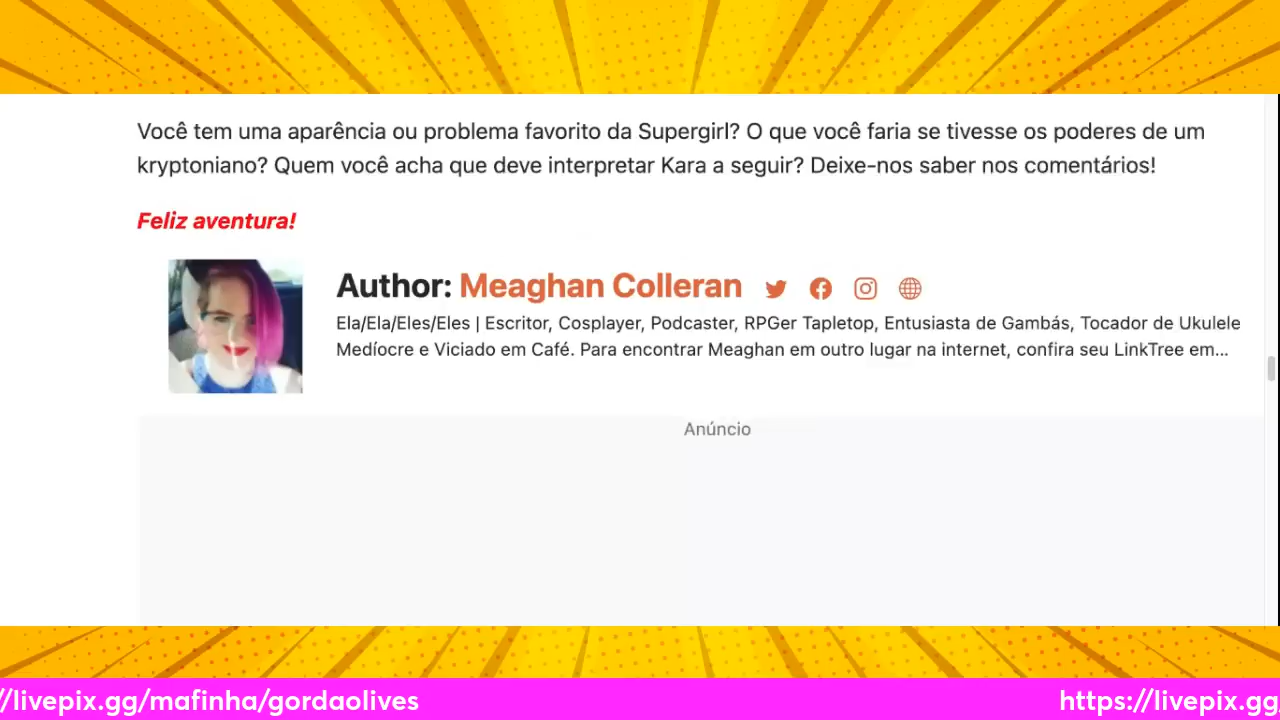 Você tem uma aparência ou problema favorito da Supergirl? O que você faria se tivesse os poderes de um
kryptoniano? Quem você acha que deve interpretar Kara a seguir? Deixe-nos saber nos comentários!
Feliz aventura!
Author: Meaghan Colleran
Ela/Ela/Eles/Eles | Escritor, Cosplayer, Podcaster, RPGer Tapletop, Entusiasta de Gambás, Tocador de Ukulele
Medíocre e Viciado em Café. Para encontrar Meaghan em outro lugar na internet, confira seu LinkTree em...
Anúncio
//livepix.gg/mafinha/gordaolives https://livepix.gg